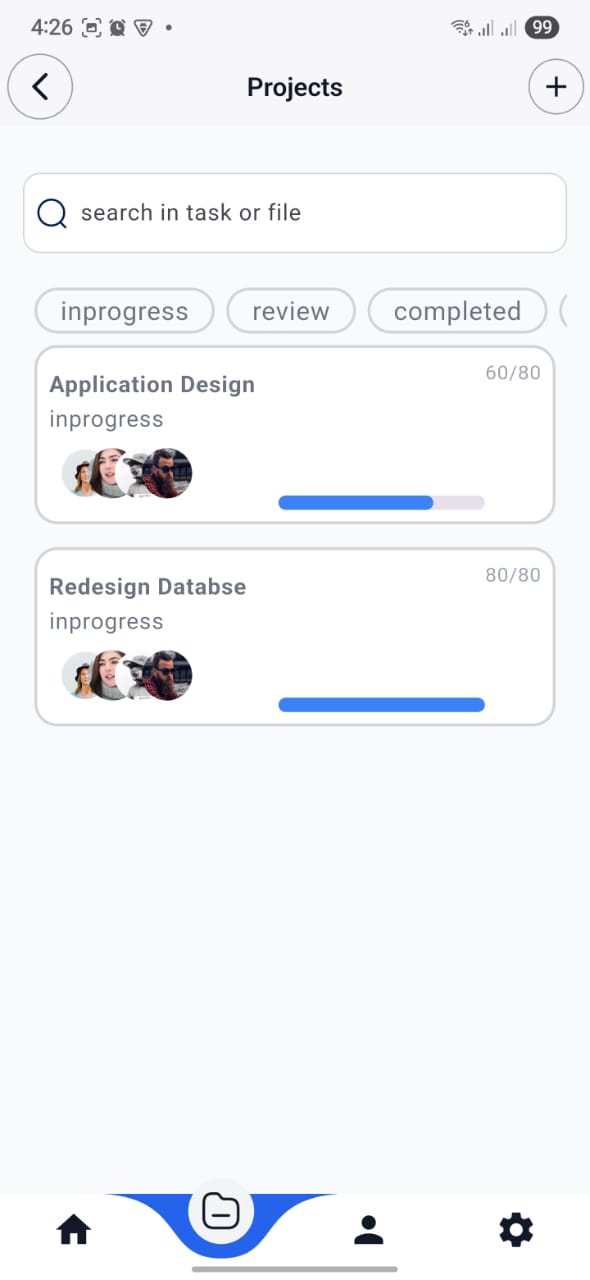 4:26
99
Projects
search in task or file
inprogress review completed
Application Design 60/80
inprogress
Redesign Databse 80/80
inprogress